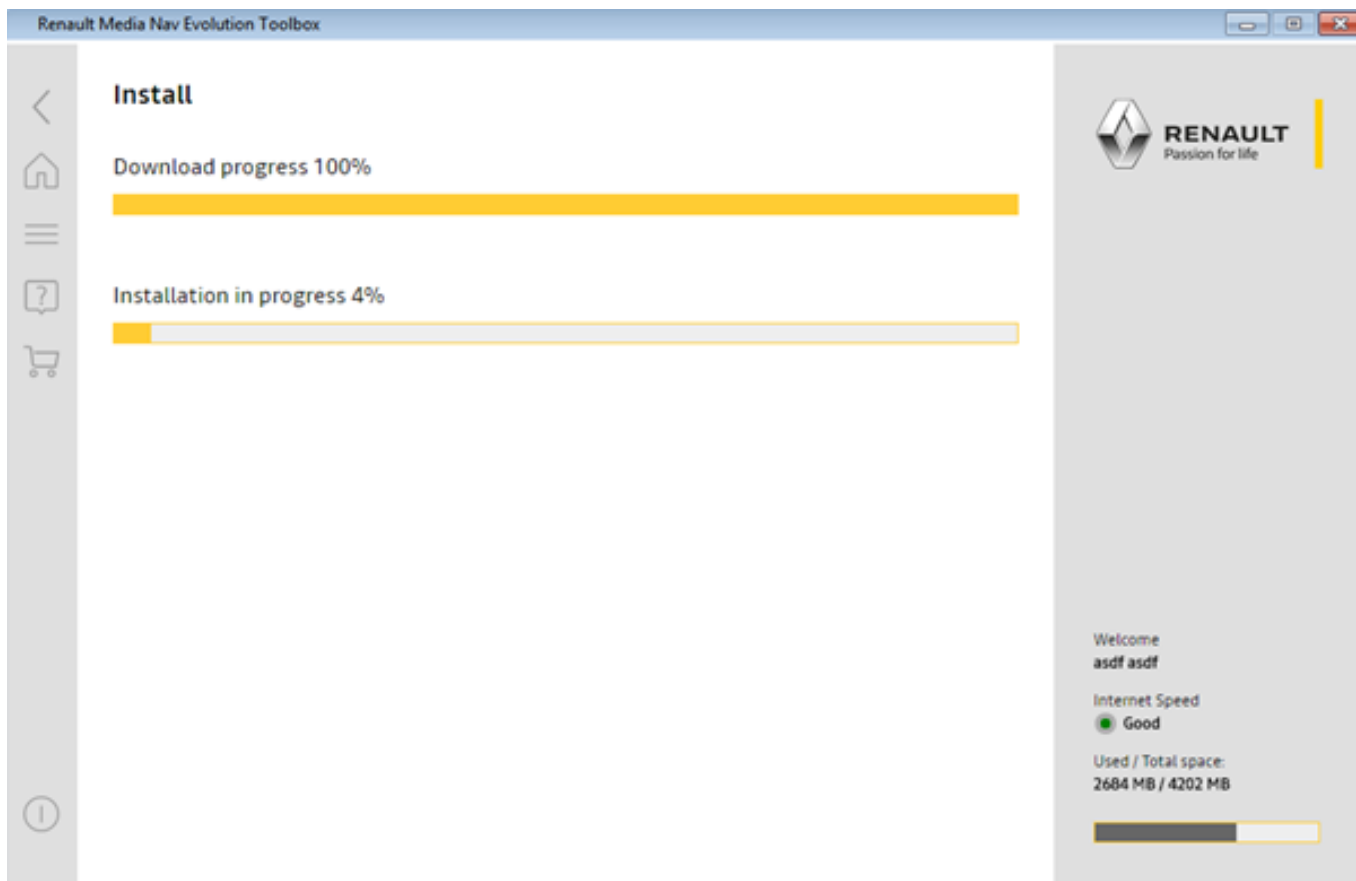 Renault Media Nav Evolution Toolbox
Install
Download progress 100%
Installation in progress 4%
RENAULT
Passion for life
Welcome
asdf asdf
Internet Speed
Good
Used / Total space:
2684 MB / 4202 MB